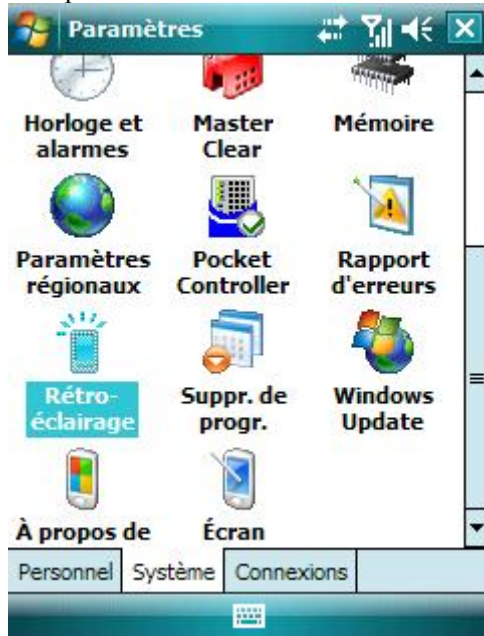 Paramètres
Horloge et
alarmes
Master
Clear
Mémoire
Paramètres
régionaux
Pocket
Controller
Rapport
d'erreurs
Rétro-
éclairage
Suppr. de
progr.
Windows
Update
À propos de
Écran
Personnel
Système
Connexions